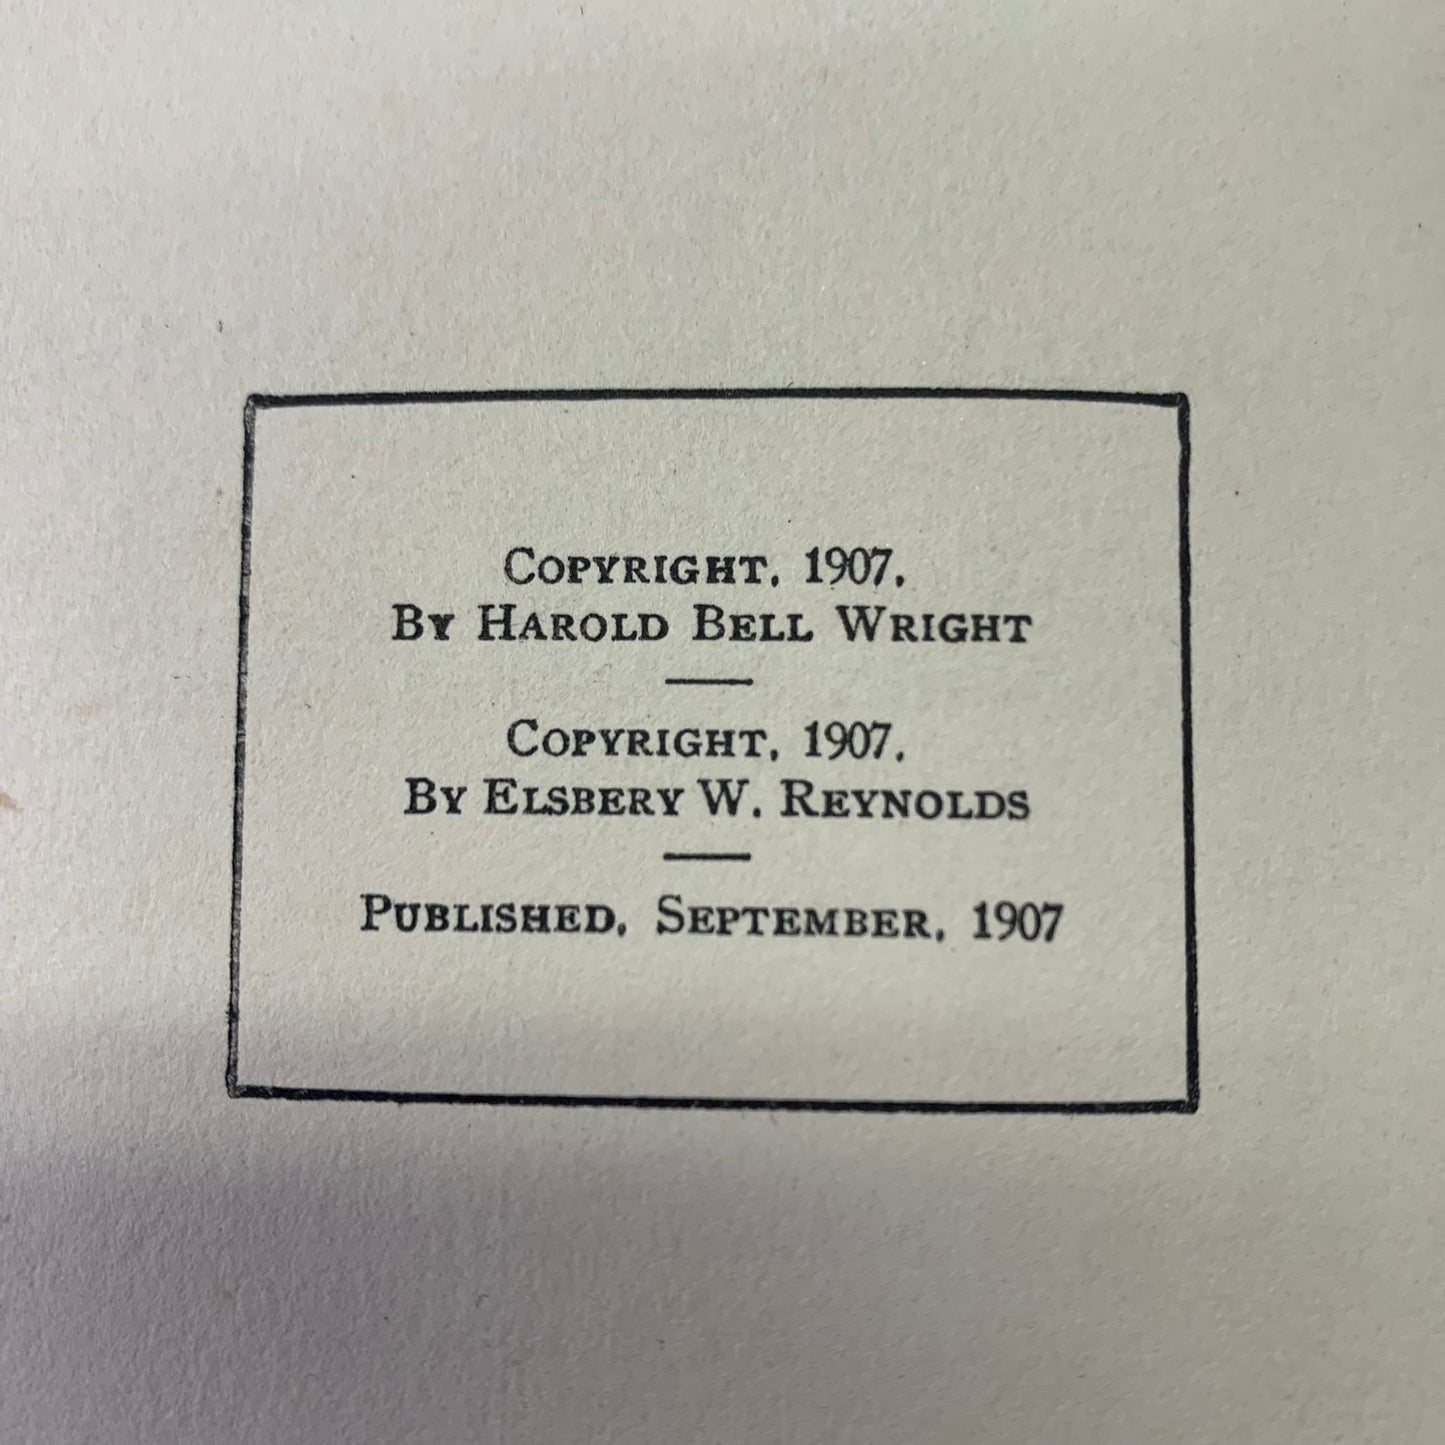 COPYRIGHT, 1907,
BY HAROLD BELL WRIGHT
COPYRIGHT, 1907,
BY ELSBERY W. REYNOLDS
PUBLISHED, SEPTEMBER, 1907